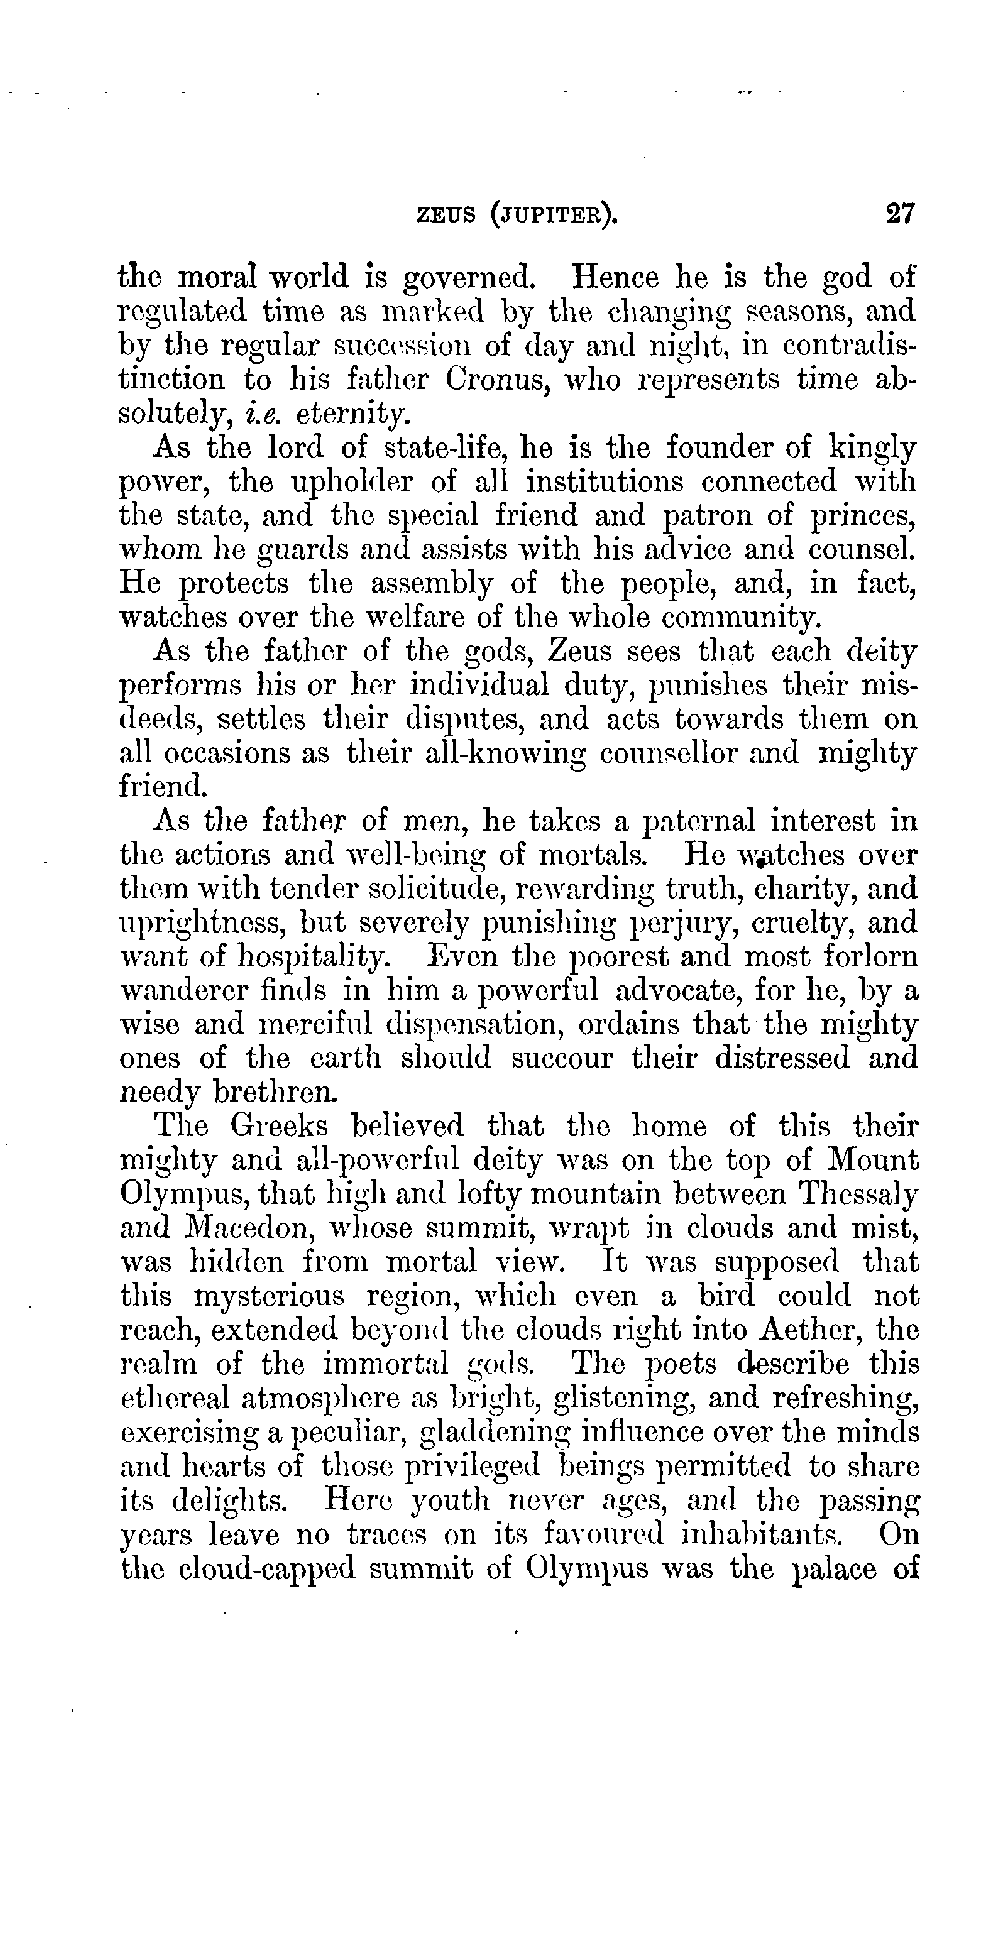 ZEUS (JUPITER). 27
the moral world is governed. Hence he is the god of
regulated time as marked by the changing seasons, and
by the regular succession of day and night, in contradis-
tinction to his father Cronus, who represents time ab-
solutely, i.e. eternity.
As the lord of state-life, he is the founder of kingly
power, the upholder of all institutions connected with
the state, and the special friend and patron of princes,
whom he guards and assists with his advice and counsel.
He protects the assembly of the people, and, in fact,
watches over the welfare of the whole community.
As the father of the gods, Zeus sees that each deity
performs his or her individual duty, punishes their mis-
deeds, settles their disputes, and acts towards them on
all occasions as their all-knowing counsellor and mighty
friend.
As the father of men, he takes a paternal interest in
the actions and well-being of mortals. He watches over
them with tender solicitude, rewarding truth, charity, and
uprightness, but severely punishing perjury, cruelty, and
want of hospitality. Even the poorest and most forlorn
wanderer finds in him a powerful advocate, for he, by a
wise and merciful dispensation, ordains that the mighty
ones of the earth should succour their distressed and
needy brethren.
The Greeks believed that the home of this their
mighty and all-powerful deity was on the top of Mount
Olympus, that high and lofty mountain between Thessaly
and Macedon, whose summit, wrapt in clouds and mist,
was hidden from mortal view. It was supposed that
this mysterious region, which even a bird could not
reach, extended beyond the clouds right into Aether, the
realm of the immortal gods. The poets describe this
ethereal atmosphere as bright, glistening, and refreshing,
exercising a peculiar, gladdening influence over the minds
and hearts of those privileged beings permitted to share
its delights. Here youth never ages, and the passing
years leave no traces on its favoured inhabitants. On
the cloud-capped summit of Olympus was the palace of